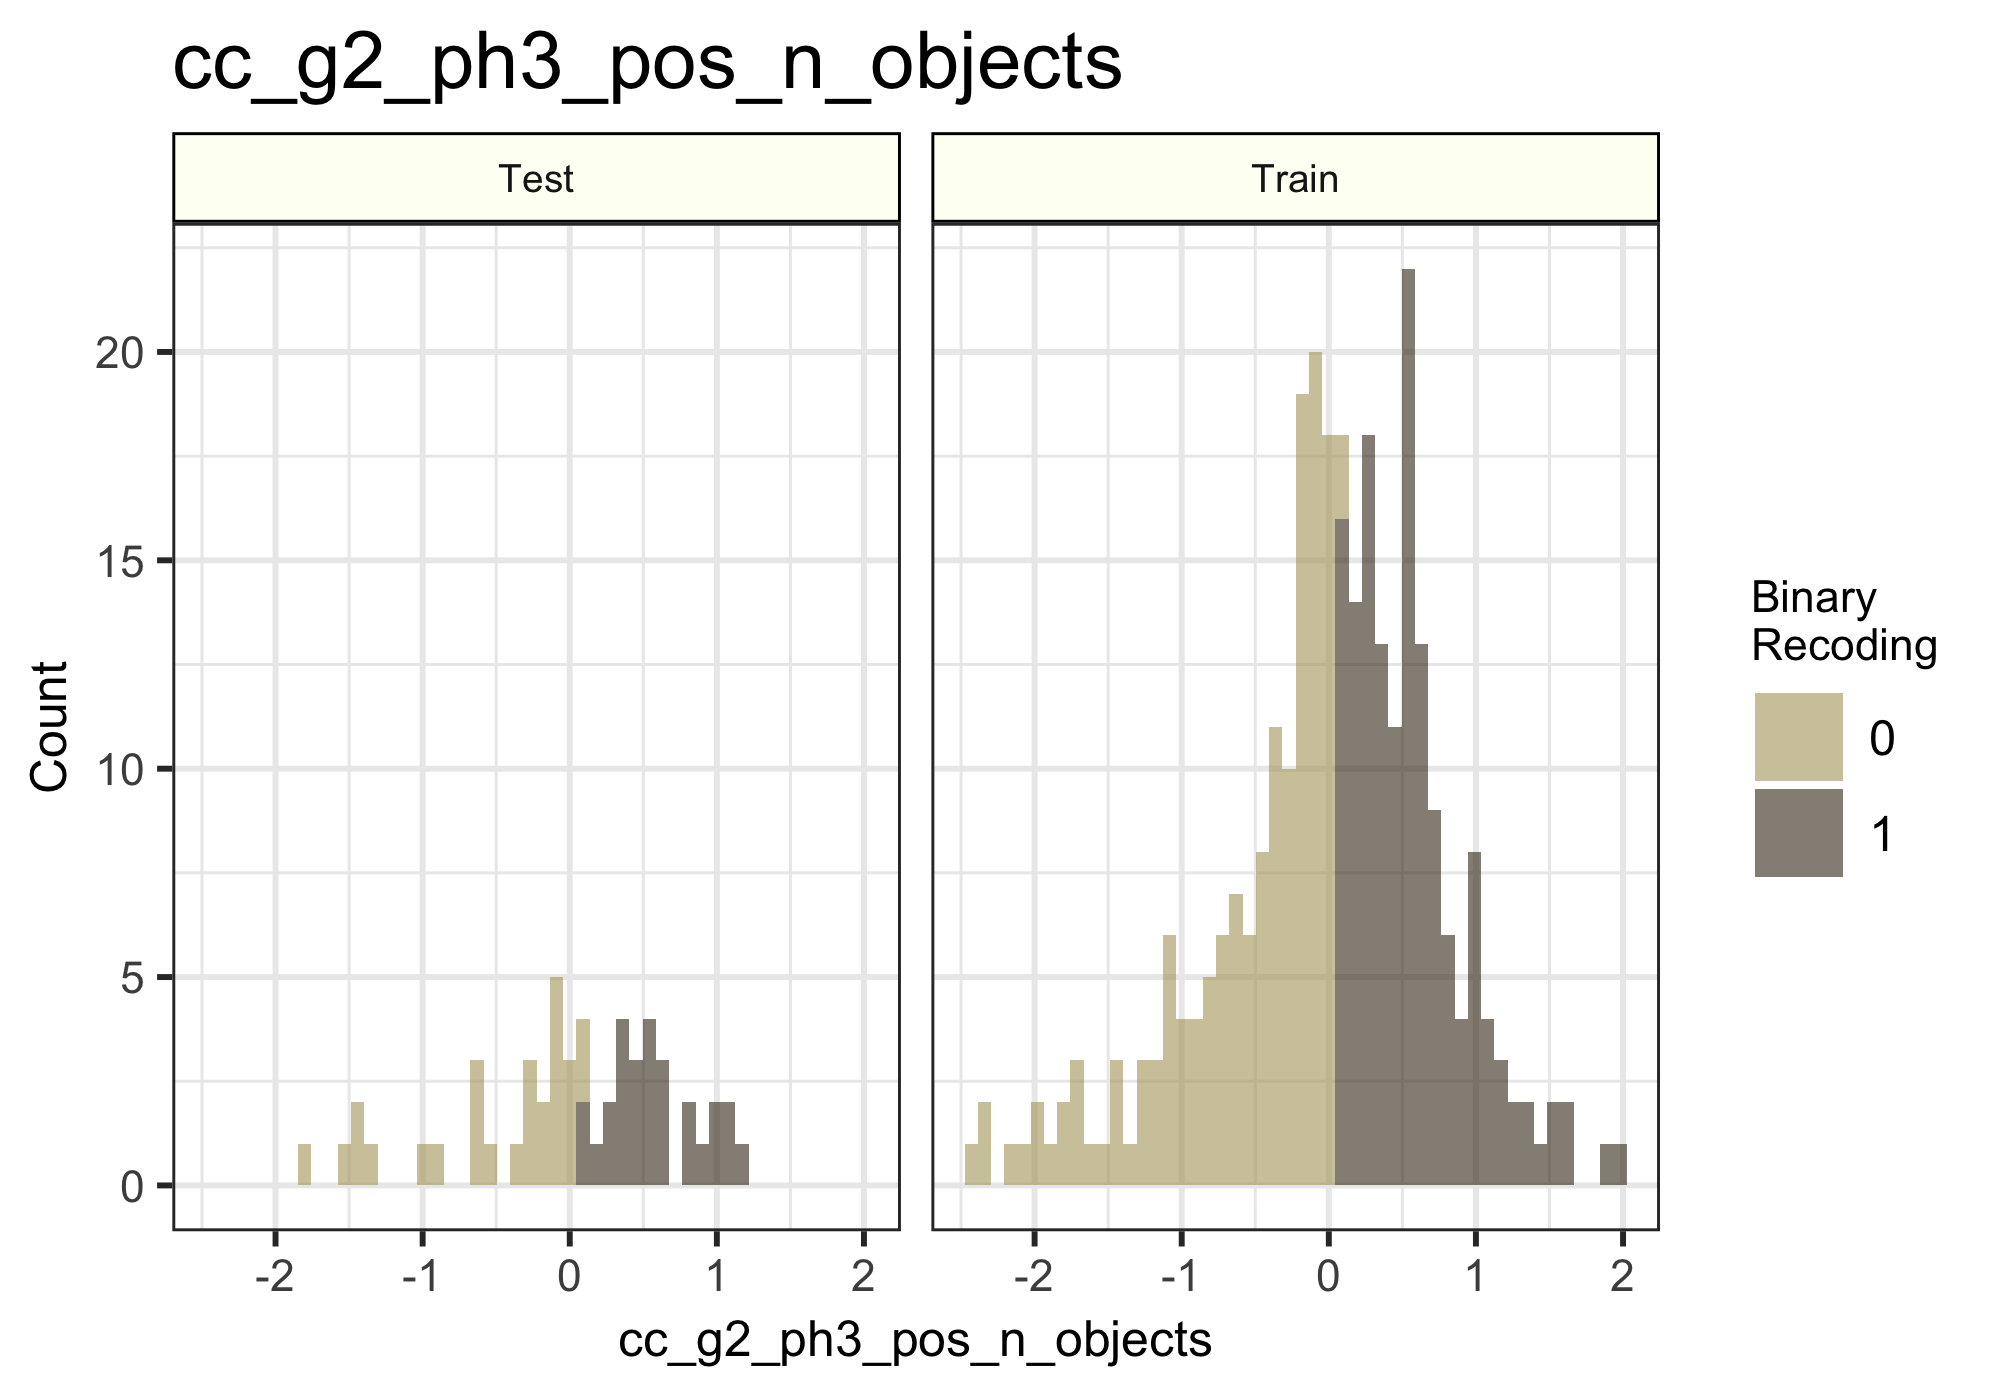 cc_g2_ph3_pos_n_objects
Test
Train
20
15
10
5
0
Count
-2
-1
0
1
2
-2
-1
0
1
2
cc_g2_ph3_pos_n_objects
Binary
Recoding
0
1